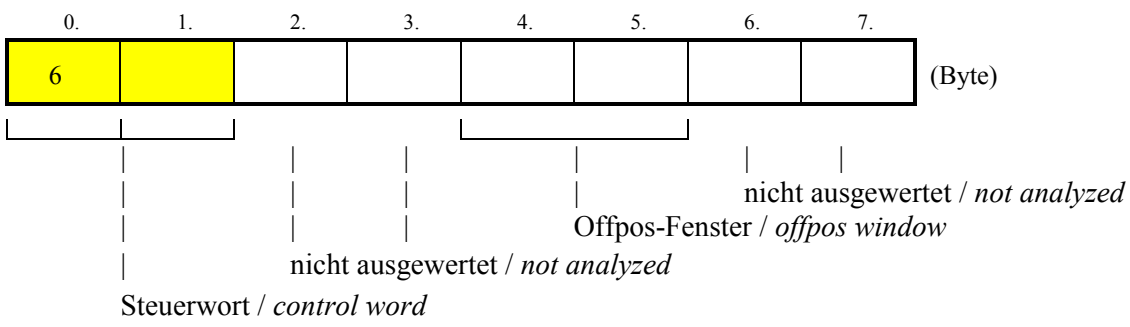 0. 1. 2. 3. 4. 5. 6. 7.
6 (Byte)
nicht ausgewertet / not analyzed
Offpos-Fenster / offpos window
nicht ausgewertet / not analyzed
Steuerwort / control word